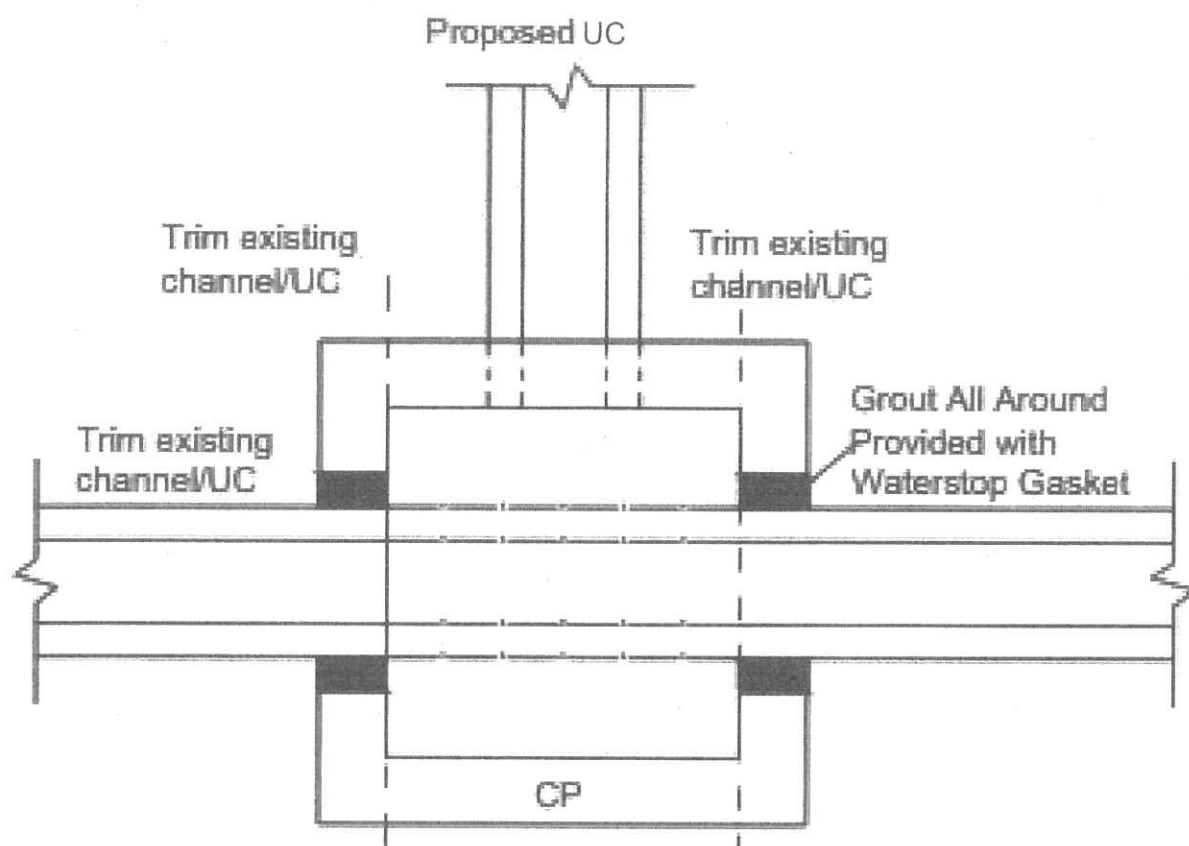 Proposed UC
Trim existing
channel/UC
Trim existing
channel/UC
Trim existing
channel/UC
Grout All Around
Provided with
Waterstop Gasket
CP